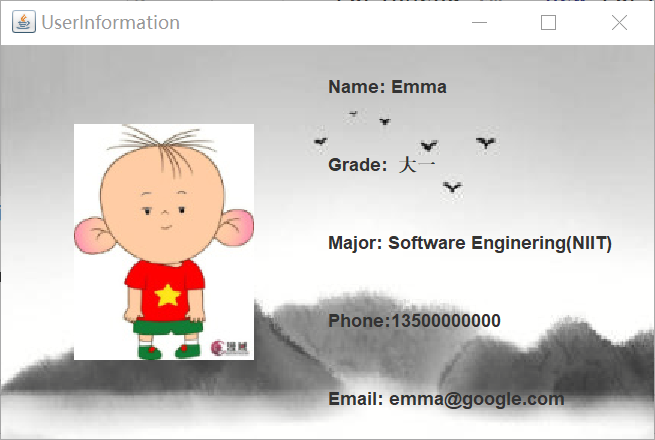 UserInformation
Name: Emma
Grade: 大一
Major: Software Enginering(NIIT)
Phone:13500000000
Email: emma@google.com